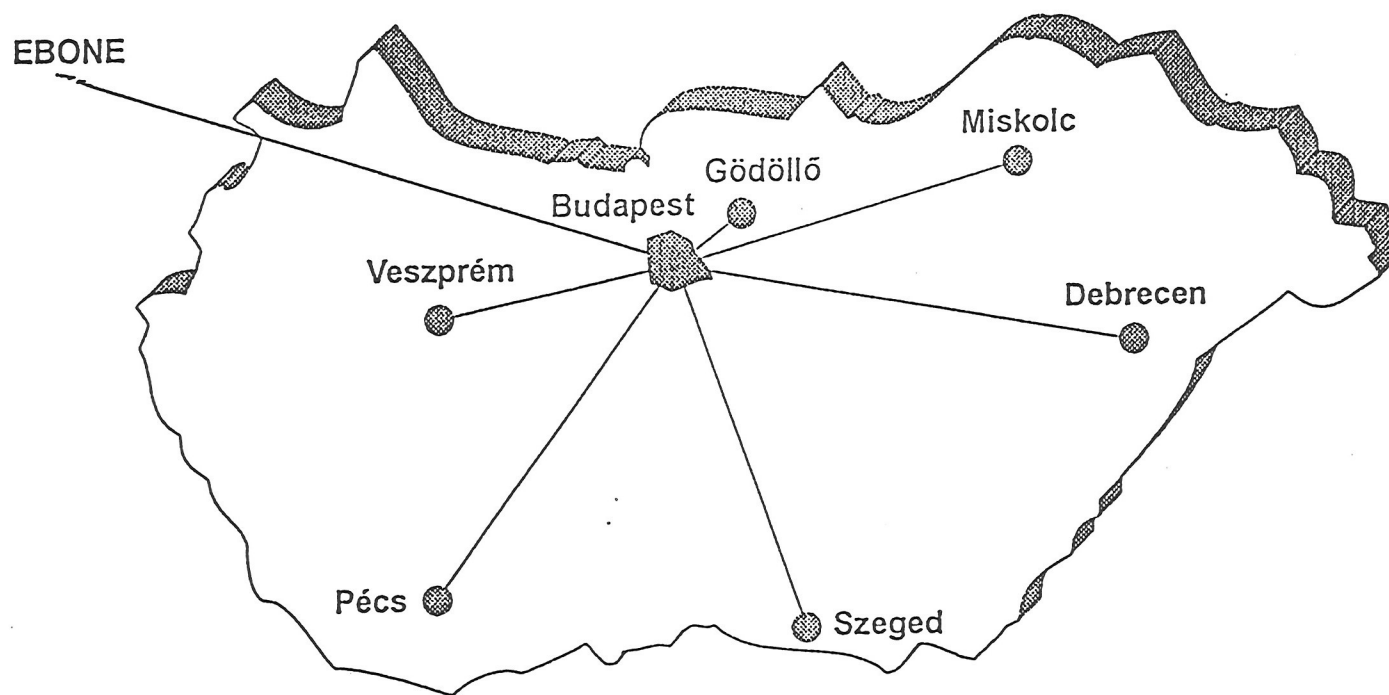 EBONE
Miskolc
Gödöllő
Budapest
Veszprém
Debrecen
Pécs
Szeged